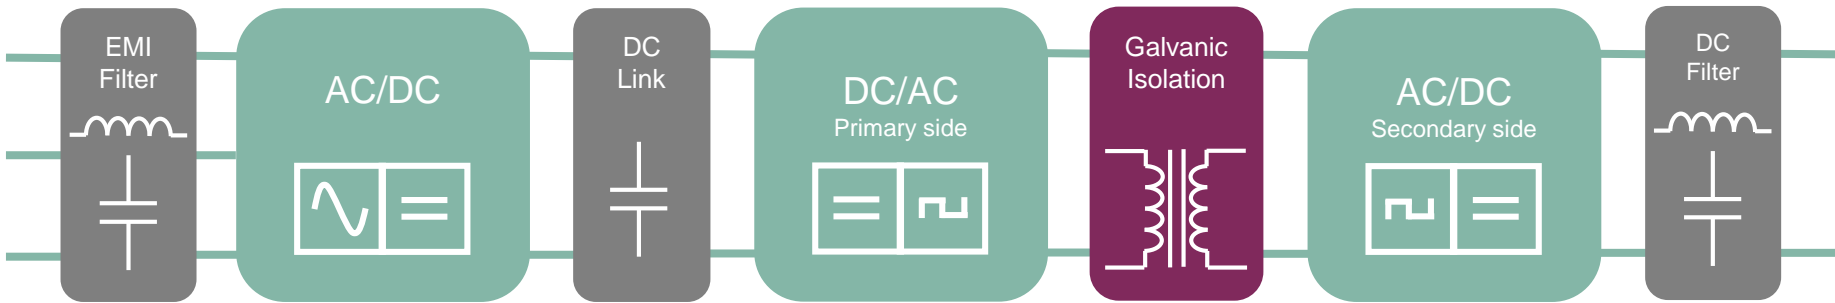 EMI
Filter
AC/DC
DC
Link
DC/AC
Primary side
Galvanic
Isolation
AC/DC
Secondary side
DC
Filter